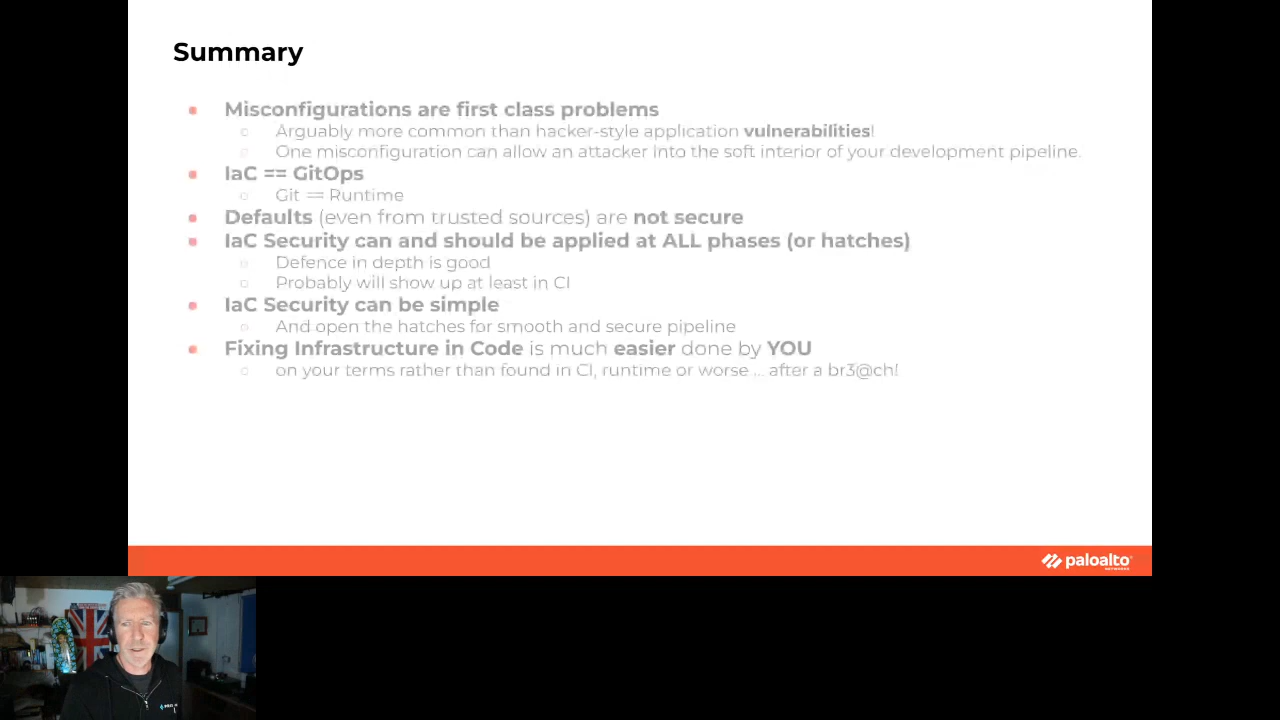 Summary
Misconfigurations are first class problems
Arguably more common than hacker-style application vulnerabilities!
One misconfiguration can allow an attacker into the soft interior of your development pipeline.
IaC == GitOps
Git == Runtime
Defaults (even from trusted sources) are not secure
IaC Security can and should be applied at ALL phases (or hatches)
Defence in depth is good
Probably will show up at least in CI
IaC Security can be simple
And open the hatches for smooth and secure pipeline
Fixing Infrastructure in Code is much easier done by YOU
on your terms rather than found in CI, runtime or worse ... after a br3@ch!
paloalto
NETWORKS